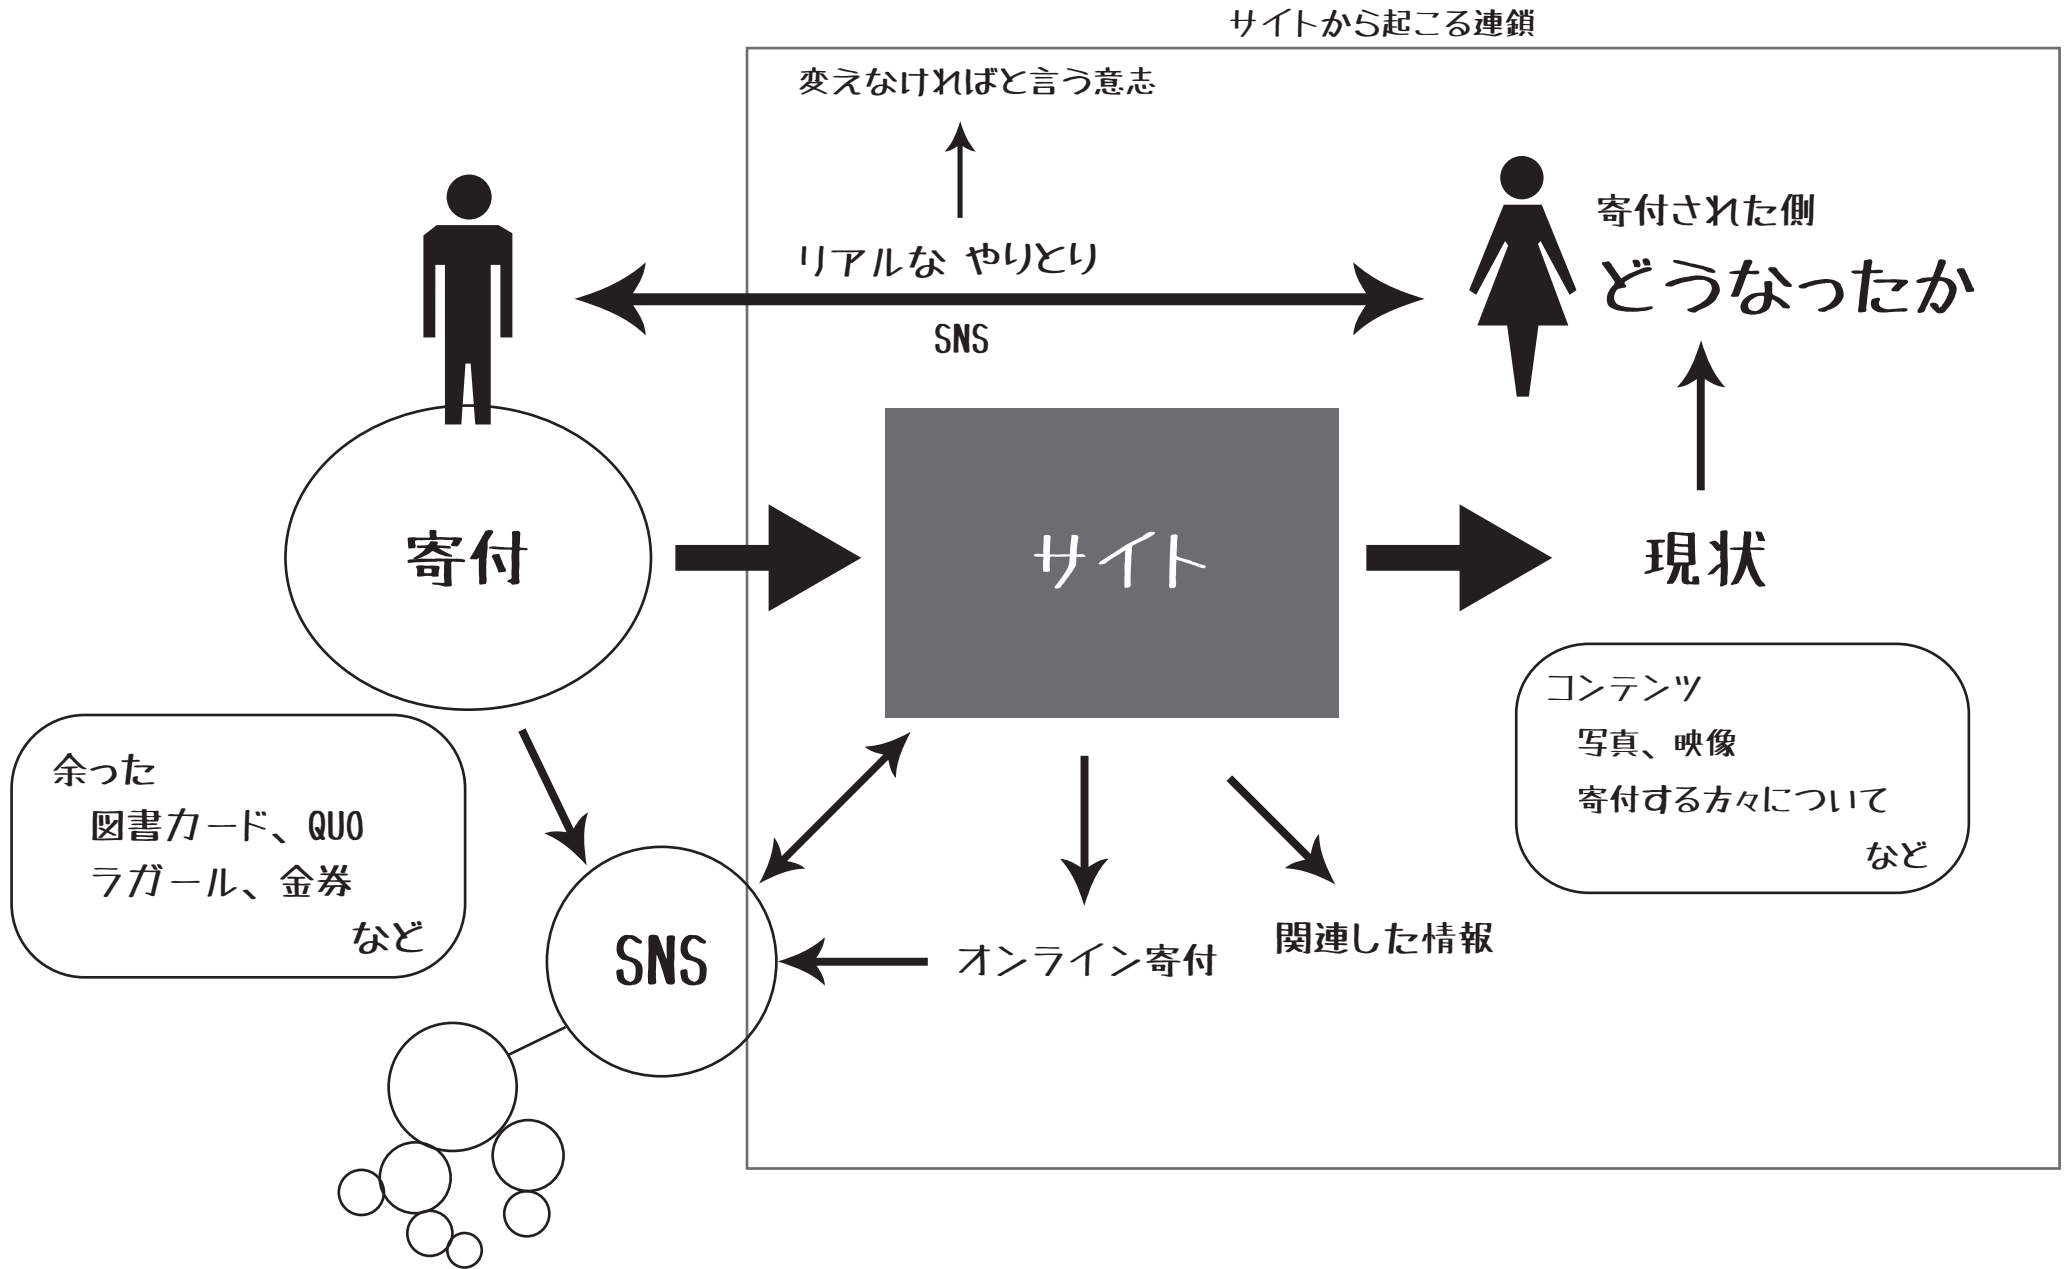 サイトから起こる連鎖
変えなければと言う意志
リアルな やりとり
SNS
寄付された側
どうなったか
寄付
サイト
現状
コンテンツ
写真、映像
寄付する方々について
など
余った
図書カード、QUO
ラガール、金券
など
SNS
オンライン寄付
関連した情報